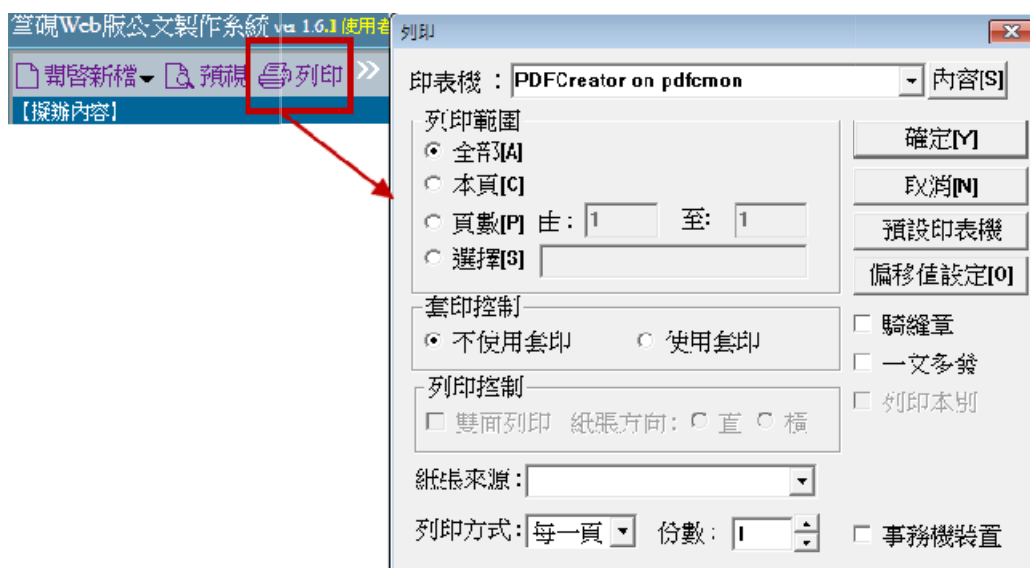 筆硯Web版公文製作系統 ver 1.6.1 使用者
開啓新檔 預視 列印
【擬辦內容】
列印
印表機：PDFCreator on pdfcmon 內容[S]
列印範圍
全部[A]
本頁[C]
頁數[P] 由：1 至：1
選擇[S]
確定[Y]
取消[N]
預設印表機
偏移值設定[O]
套印控制
不使用套印 使用套印
騎縫章
一文多發
列印本別
列印控制
雙面列印 紙張方向：直 橫
紙張來源：
列印方式：每一頁 份數：1
事務機裝置